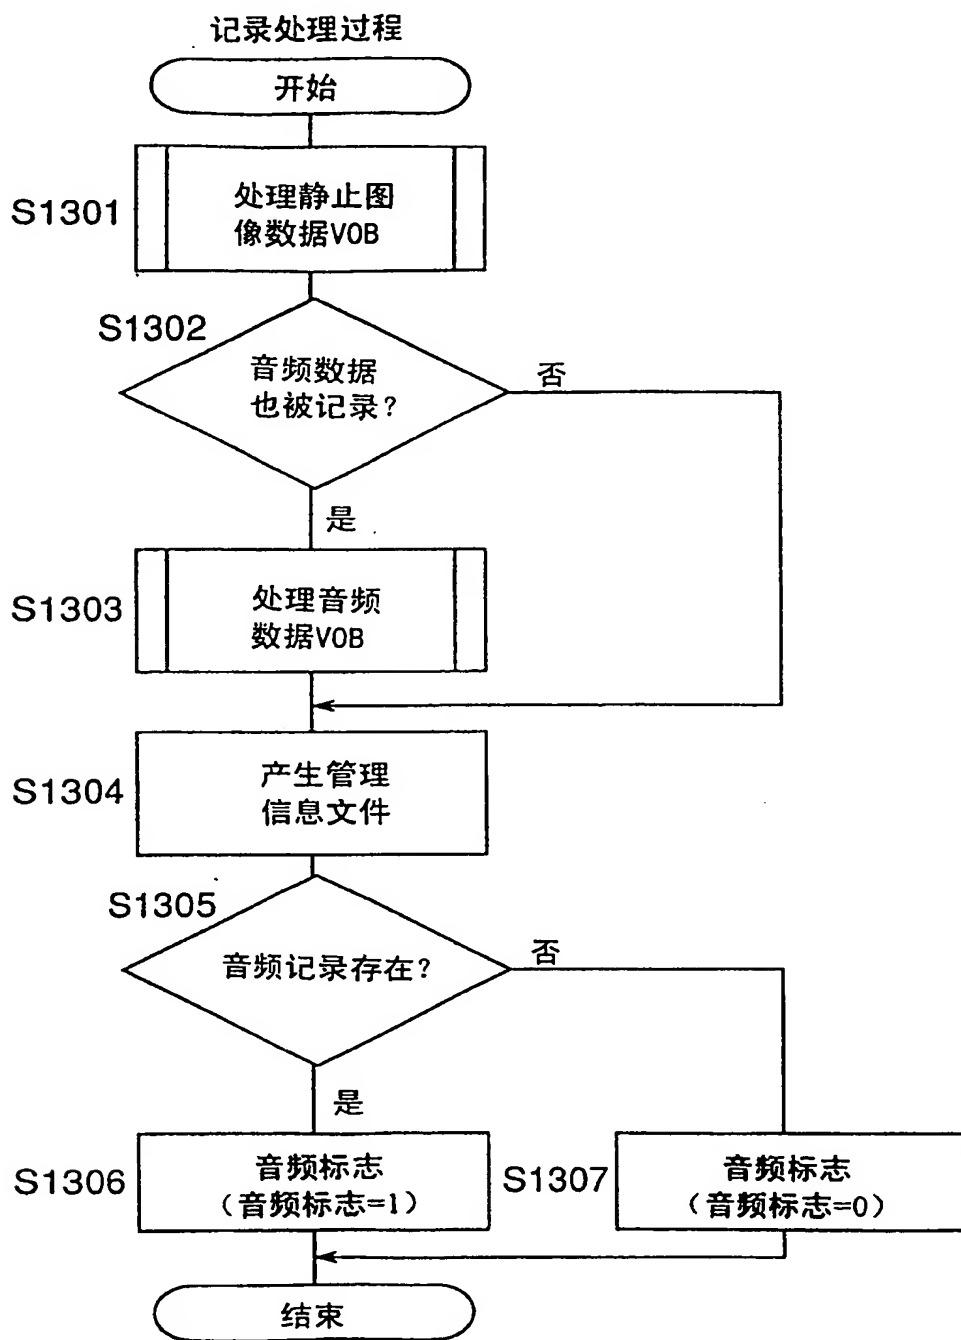 记录处理过程
开始
S1301
处理静止图
像数据VOB
S1302
音频数据
也被记录?
否
是
S1303
处理音频
数据VOB
S1304
产生管理
信息文件
S1305
音频记录存在?
否
是
S1306
音频标志
(音频标志=1)
S1307
音频标志
(音频标志=0)
结束